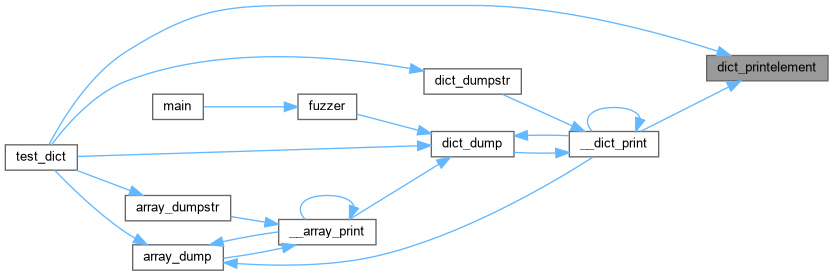 dict_printelement
dict_dumpstr
main
fuzzer
dict_dump
__dict_print
test_dict
array_dumpstr
__array_print
array_dump